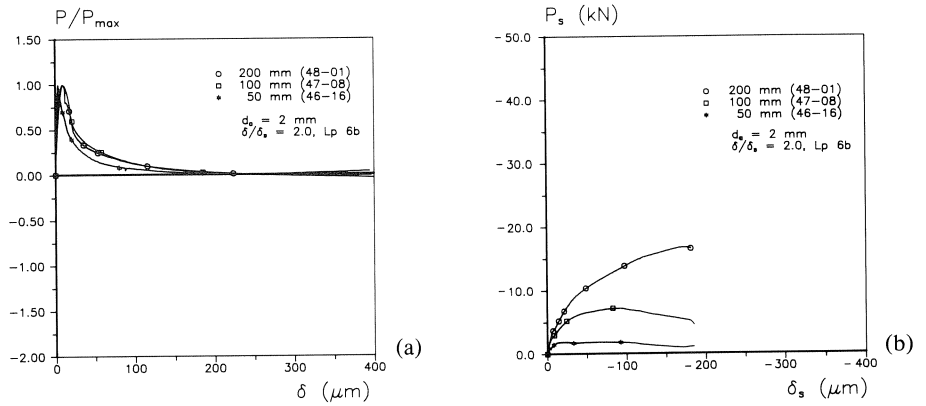 P/Pmax
1.50
1.00
0.50
0.00
-0.50
-1.00
-1.50
-2.00
0
100
200
300
400
δ (μm)
200 mm (48-01)
100 mm (47-08)
50 mm (46-16)
da = 2 mm
δ/δs = 2.0, Lp 6b
(a)
Ps (kN)
-50.0
-40.0
-30.0
-20.0
-10.0
0.0
0
-100
-200
-300
-400
δs (μm)
200 mm (48-01)
100 mm (47-08)
50 mm (46-16)
da = 2 mm
δ/δs = 2.0, Lp 6b
(b)